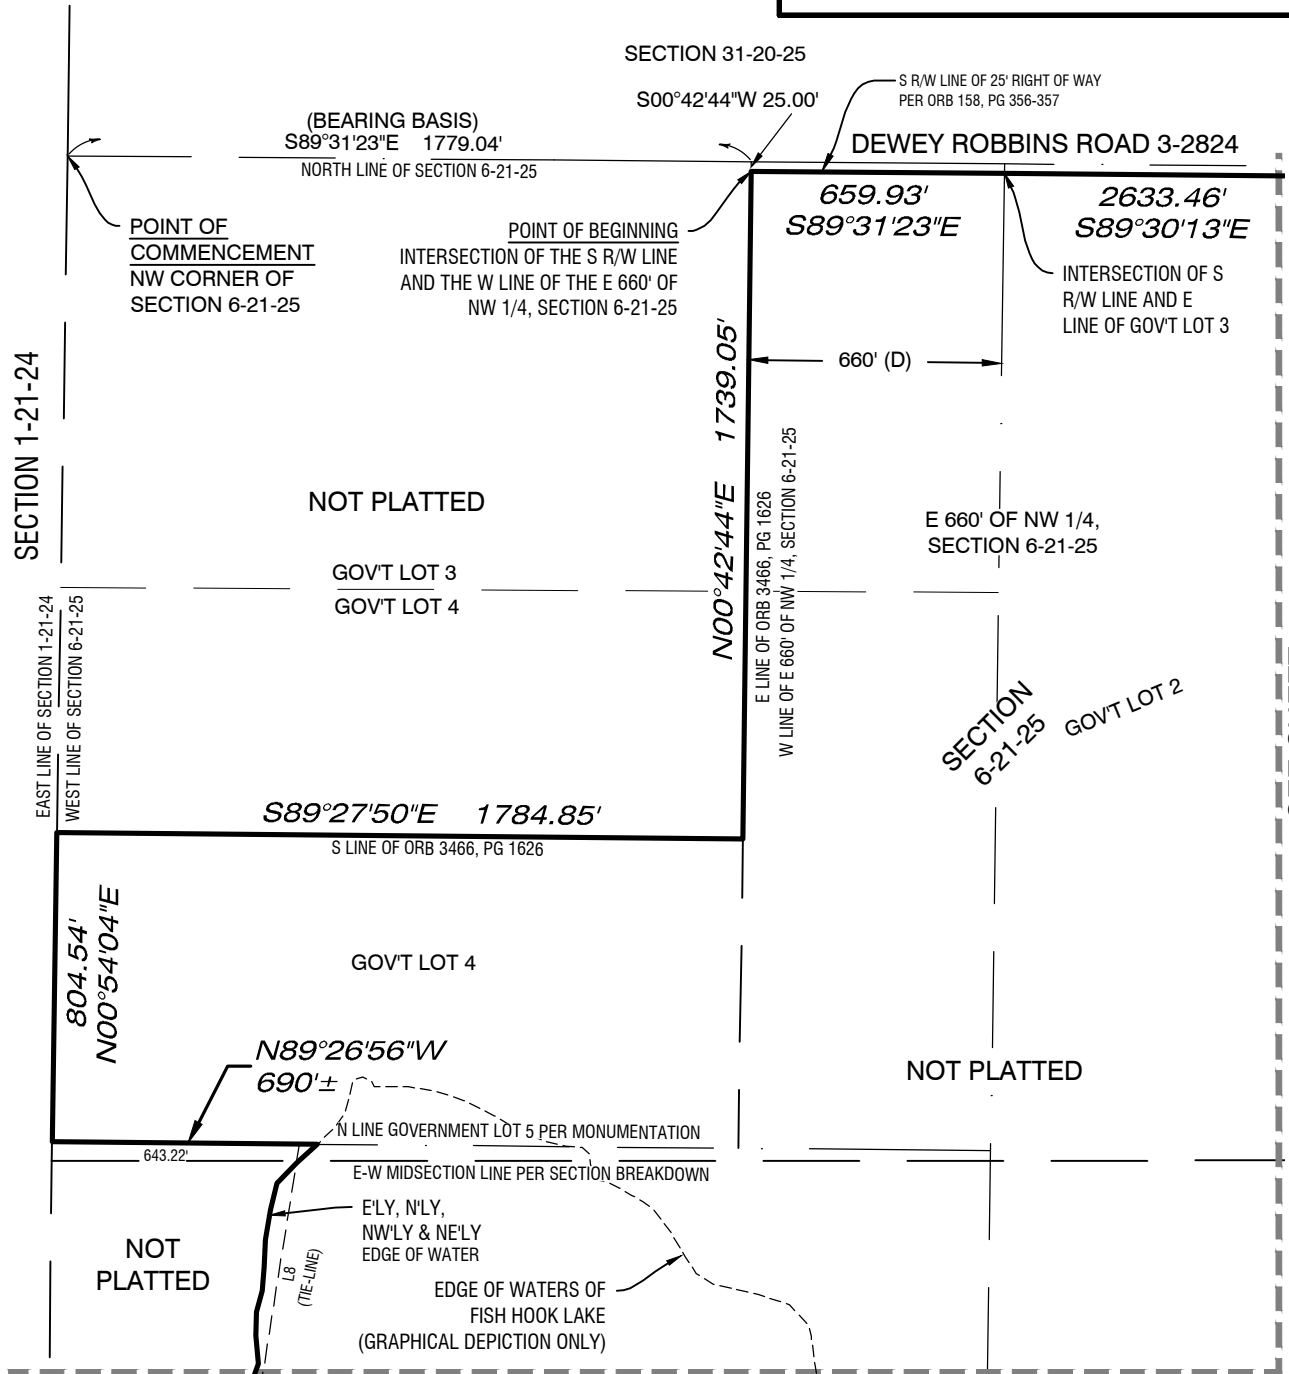 SECTION 31-20-25
S00°42'44"W 25.00'
S R/W LINE OF 25' RIGHT OF WAY
PER ORB 158, PG 356-357
(BEARING BASIS)
S89°31'23"E 1779.04'
NORTH LINE OF SECTION 6-21-25
DEWEY ROBBINS ROAD 3-2824
659.93'
S89°31'23"E
2633.46'
S89°30'13"E
POINT OF
COMMENCEMENT
NW CORNER OF
SECTION 6-21-25
POINT OF BEGINNING
INTERSECTION OF THE S R/W LINE
AND THE W LINE OF THE E 660' OF
NW 1/4, SECTION 6-21-25
INTERSECTION OF S
R/W LINE AND E
LINE OF GOV'T LOT 3
660' (D)
SECTION 1-21-24
N00°42'44"E 1739.05'
E LINE OF ORB 3466, PG 1626
W LINE OF E 660' OF NW 1/4, SECTION 6-21-25
NOT PLATTED
E 660' OF NW 1/4,
SECTION 6-21-25
GOV'T LOT 3
GOV'T LOT 4
EAST LINE OF SECTION 1-21-24
WEST LINE OF SECTION 6-21-25
SECTION
6-21-25
GOV'T LOT 2
S89°27'50"E 1784.85'
S LINE OF ORB 3466, PG 1626
804.54'
N00°54'04"E
GOV'T LOT 4
N89°26'56"W
690'±
NOT PLATTED
N LINE GOVERNMENT LOT 5 PER MONUMENTATION
643.22'
E-W MIDSECTION LINE PER SECTION BREAKDOWN
E'LY, N'LY,
NW'LY & NE'LY
EDGE OF WATER
NOT
PLATTED
L8
(TIE-LINE)
EDGE OF WATERS OF
FISH HOOK LAKE
(GRAPHICAL DEPICTION ONLY)